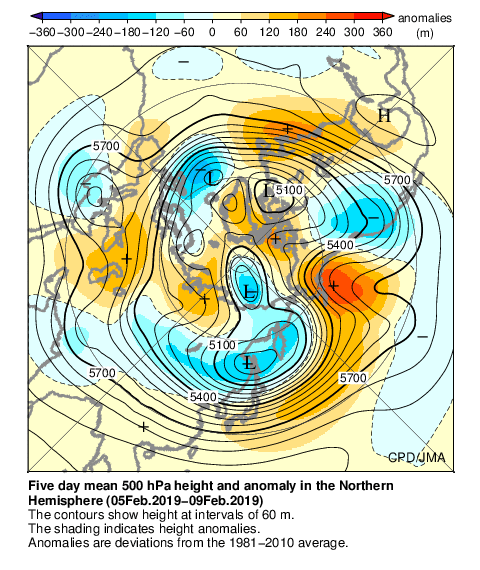 anomalies
−360 −300 −240 −180 −120 −60 0 60 120 180 240 300 360 (m)
−
H
5700
− L + L 5100 5700
− −
+ 5400
+ L +
+ −
5100
L
5700 5700
5400
+
CPD/JMA
Five day mean 500 hPa height and anomaly in the Northern
Hemisphere (05Feb.2019−09Feb.2019)
The contours show height at intervals of 60 m.
The shading indicates height anomalies.
Anomalies are deviations from the 1981−2010 average.